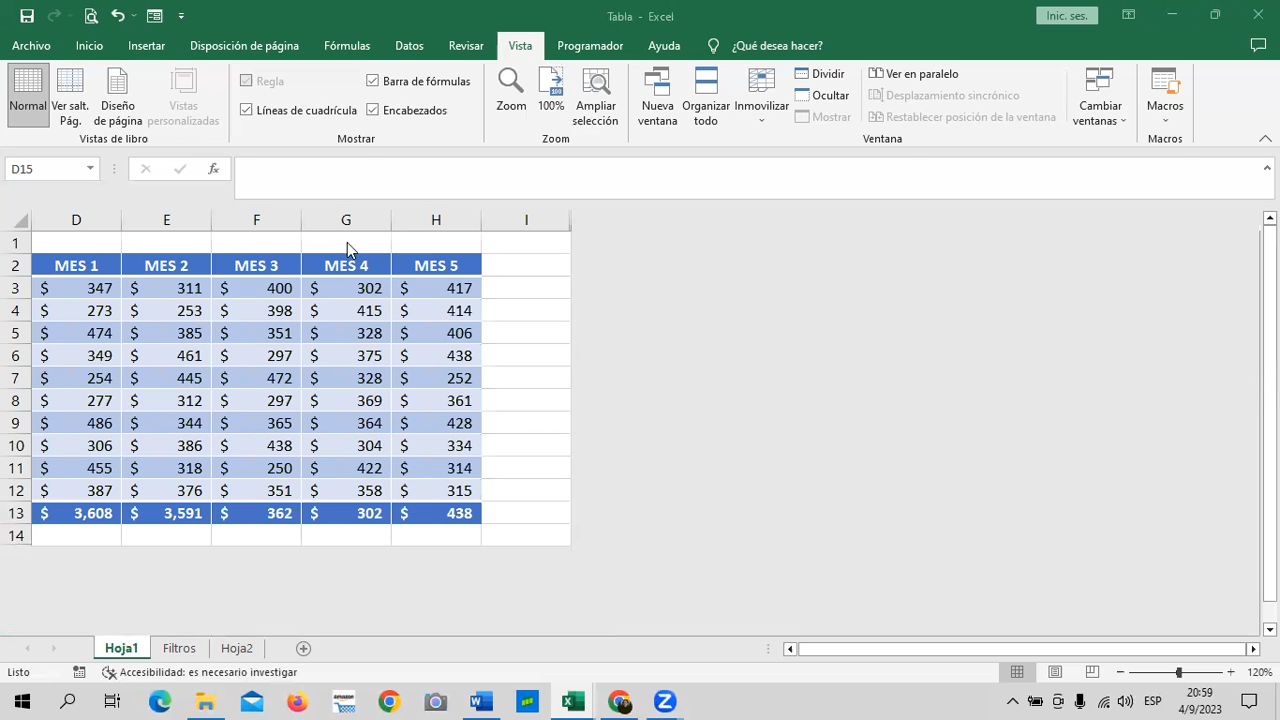 Tabla - Excel
Inic. ses.
Archivo Inicio Insertar Disposición de página Fórmulas Datos Revisar Vista Programador Ayuda ¿Qué desea hacer?
Normal
Ver salt. Pág.
Diseño de página
Vistas personalizadas
Vistas de libro
Regla
Barra de fórmulas
Líneas de cuadrícula
Encabezados
Mostrar
Zoom
100
100%
Ampliar selección
Zoom
Nueva ventana
Organizar todo
Inmovilizar
Dividir
Ocultar
Mostrar
Ver en paralelo
Desplazamiento sincrónico
Restablecer posición de la ventana
Ventana
Cambiar ventanas
Macros
Macros
D15 fx
D E F G H I
1
2 MES 1 MES 2 MES 3 MES 4 MES 5
3 $ 347 $ 311 $ 400 $ 302 $ 417
4 $ 273 $ 253 $ 398 $ 415 $ 414
5 $ 474 $ 385 $ 351 $ 328 $ 406
6 $ 349 $ 461 $ 297 $ 375 $ 438
7 $ 254 $ 445 $ 472 $ 328 $ 252
8 $ 277 $ 312 $ 297 $ 369 $ 361
9 $ 486 $ 344 $ 365 $ 364 $ 428
10 $ 306 $ 386 $ 438 $ 304 $ 334
11 $ 455 $ 318 $ 250 $ 422 $ 314
12 $ 387 $ 376 $ 351 $ 358 $ 315
13 $ 3,608 $ 3,591 $ 362 $ 302 $ 438
14
Hoja1 Filtros Hoja2
Listo Accesibilidad: es necesario investigar 120%
ESP
20:59
4/9/2023